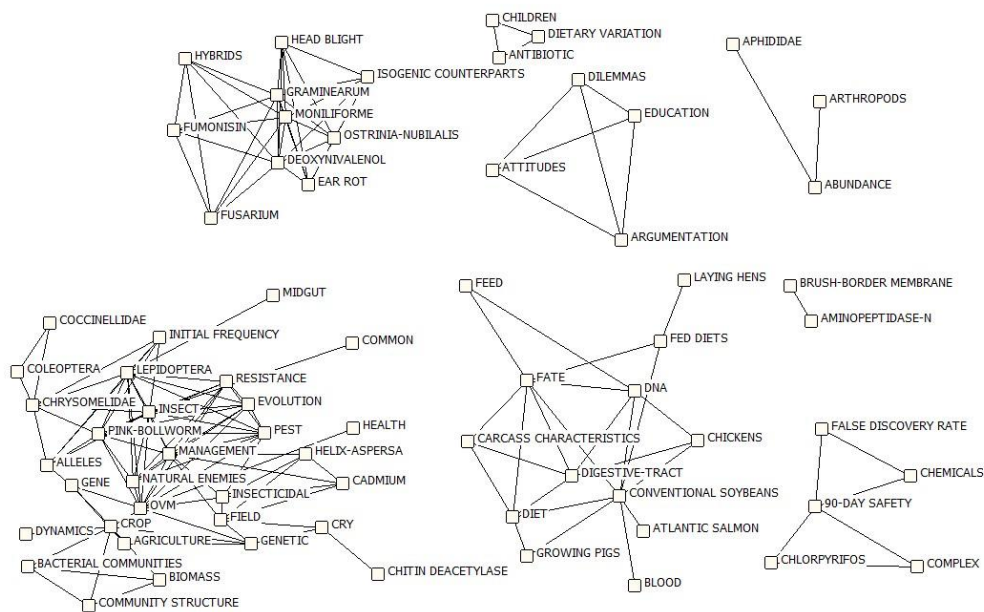 CHILDREN
DIETARY VARIATION
ANTIBIOTIC
HEAD BLIGHT
HYBRIDS
ISOGENIC COUNTERPARTS
GRAMINEARUM
MONILIFORME
FUMONISIN
OSTRINIA-NUBILALIS
DEOXYNIVALENOL
EAR ROT
FUSARIUM
DILEMMAS
EDUCATION
ATTITUDES
ARGUMENTATION
APHIDIDAE
ARTHROPODS
ABUNDANCE
MIDGUT
COCCINELLIDAE
INITIAL FREQUENCY
COMMON
COLEOPTERA
LEPIDOPTERA
RESISTANCE
CHRYSOMELIDAE
INSECT
EVOLUTION
PINK-BOLLWORM
PEST
HEALTH
MANAGEMENT
HELIX-ASPERSA
ALLELES
GENE
NATURAL ENEMIES
CADMIUM
INSECTICIDAL
OVM
FIELD
DYNAMICS
CROP
CRY
AGRICULTURE
GENETIC
BACTERIAL COMMUNITIES
BIOMASS
CHITIN DEACETYLASE
COMMUNITY STRUCTURE
FEED
LAYING HENS
FED DIETS
FATE
DNA
CARCASS CHARACTERISTICS
CHICKENS
DIGESTIVE-TRACT
CONVENTIONAL SOYBEANS
DIET
ATLANTIC SALMON
GROWING PIGS
BLOOD
BRUSH-BORDER MEMBRANE
AMINOPEPTIDASE-N
FALSE DISCOVERY RATE
CHEMICALS
90-DAY SAFETY
CHLORPYRIFOS
COMPLEX